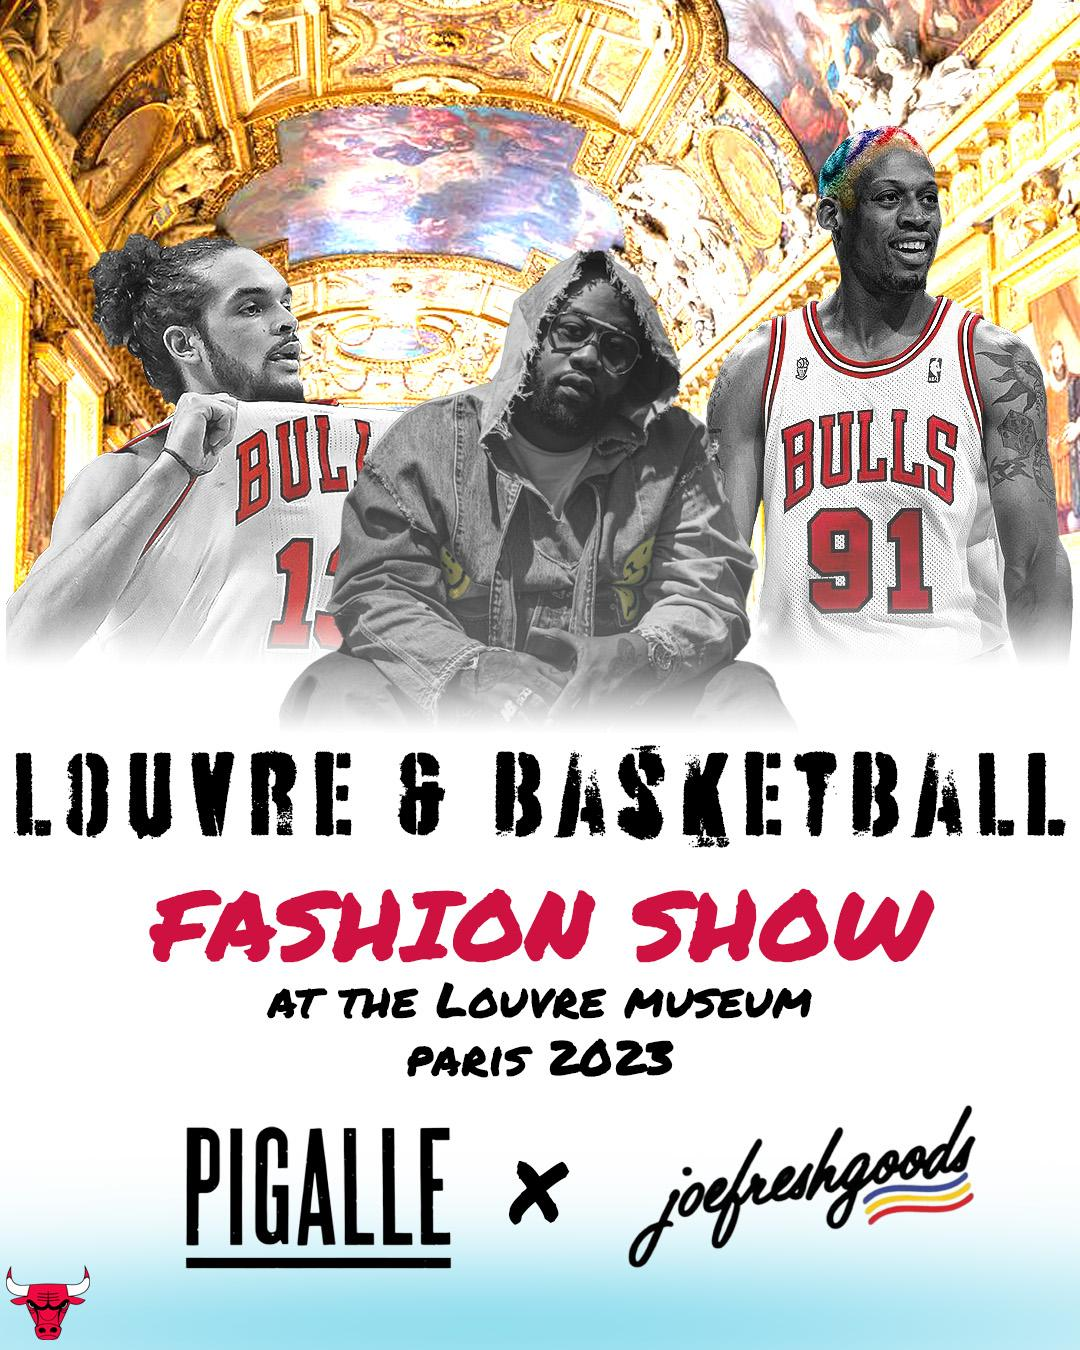 BULL
13
BULLS
91
LOUVRE & BASKETBALL
FASHION SHOW
AT THE LOUVRE MUSEUM
PARIS 2023
PIGALLE x joefreshgoods